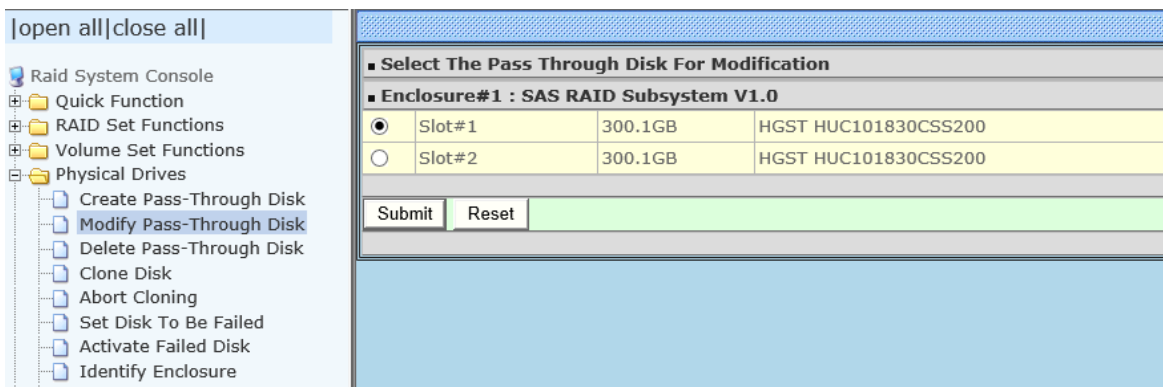 |open all|close all|
Raid System Console
Quick Function
RAID Set Functions
Volume Set Functions
Physical Drives
Create Pass-Through Disk
Modify Pass-Through Disk
Delete Pass-Through Disk
Clone Disk
Abort Cloning
Set Disk To Be Failed
Activate Failed Disk
Identify Enclosure
Select The Pass Through Disk For Modification
Enclosure#1 : SAS RAID Subsystem V1.0
Slot#1 300.1GB HGST HUC101830CSS200
Slot#2 300.1GB HGST HUC101830CSS200
Submit Reset